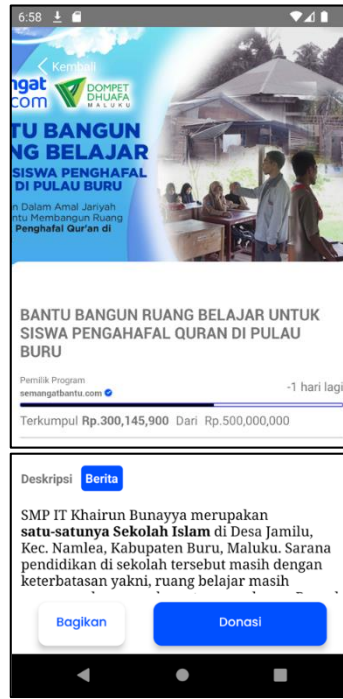 6:58
Kembali
ngat
com
DOMPET
DHUAFA
MALUKU
TU BANGUN
NG BELAJAR
SISWA PENGHAFAL
DI PULAU BURU
n Dalam Amal Jariyah
ntu Membangun Ruang
Penghafal Qur'an di
BANTU BANGUN RUANG BELAJAR UNTUK
SISWA PENGAHAFAL QURAN DI PULAU
BURU
Pemilik Program
semangatbantu.com
-1 hari lagi
Terkumpul Rp.300,145,900 Dari Rp.500,000,000
Deskripsi Berita
SMP IT Khairun Bunayya merupakan
satu-satunya Sekolah Islam di Desa Jamilu,
Kec. Namlea, Kabupaten Buru, Maluku. Sarana
pendidikan di sekolah tersebut masih dengan
keterbatasan yakni, ruang belajar masih
Bagikan
Donasi